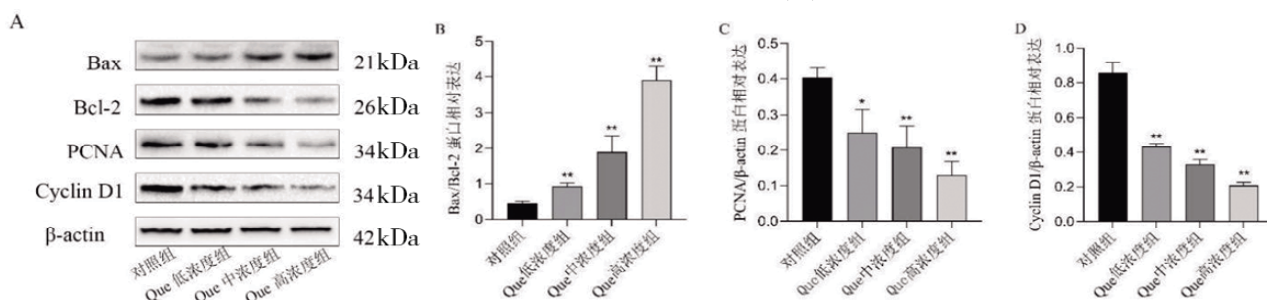 A
Bax
21kDa
Bcl-2
26kDa
PCNA
34kDa
Cyclin D1
34kDa
β-actin
42kDa
对照组
Que 低浓度组
Que 中浓度组
Que 高浓度组
B
Bax/Bcl-2 蛋白相对表达
5
4
3
2
1
0
**
**
**
对照组
Que低浓度组
Que中浓度组
Que高浓度组
C
PCNA/β-actin 蛋白相对表达
0.5
0.4
0.3
0.2
0.1
0.0
*
**
**
对照组
Que低浓度组
Que中浓度组
Que高浓度组
D
Cyclin D1/β-actin 蛋白相对表达
1.0
0.8
0.6
0.4
0.2
0.0
**
**
**
对照组
Que低浓度组
Que中浓度组
Que高浓度组